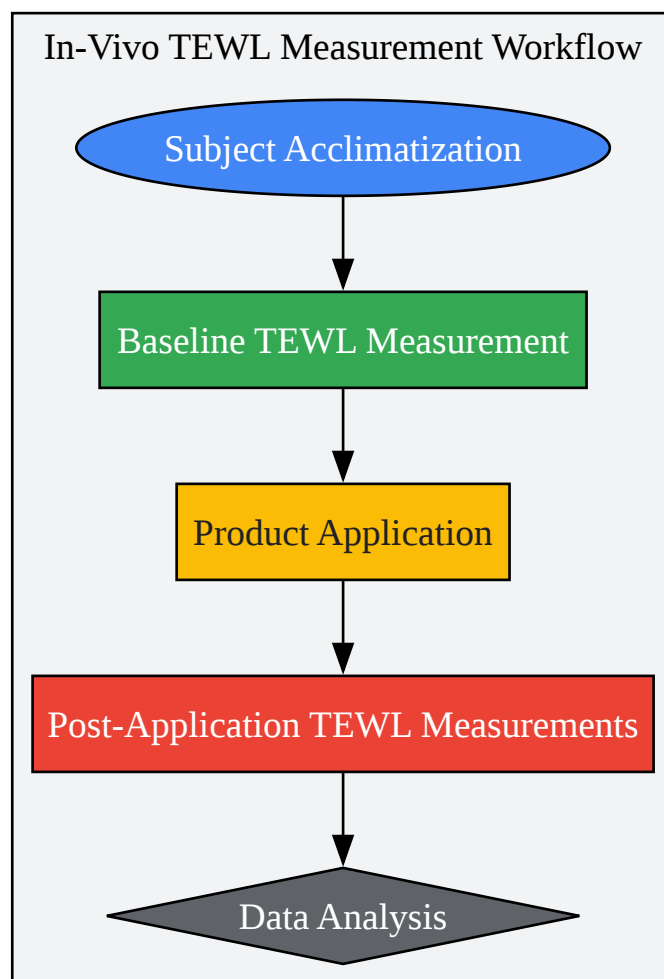 In-Vivo TEWL Measurement Workflow
Subject Acclimatization
Baseline TEWL Measurement
Product Application
Post-Application TEWL Measurements
Data Analysis